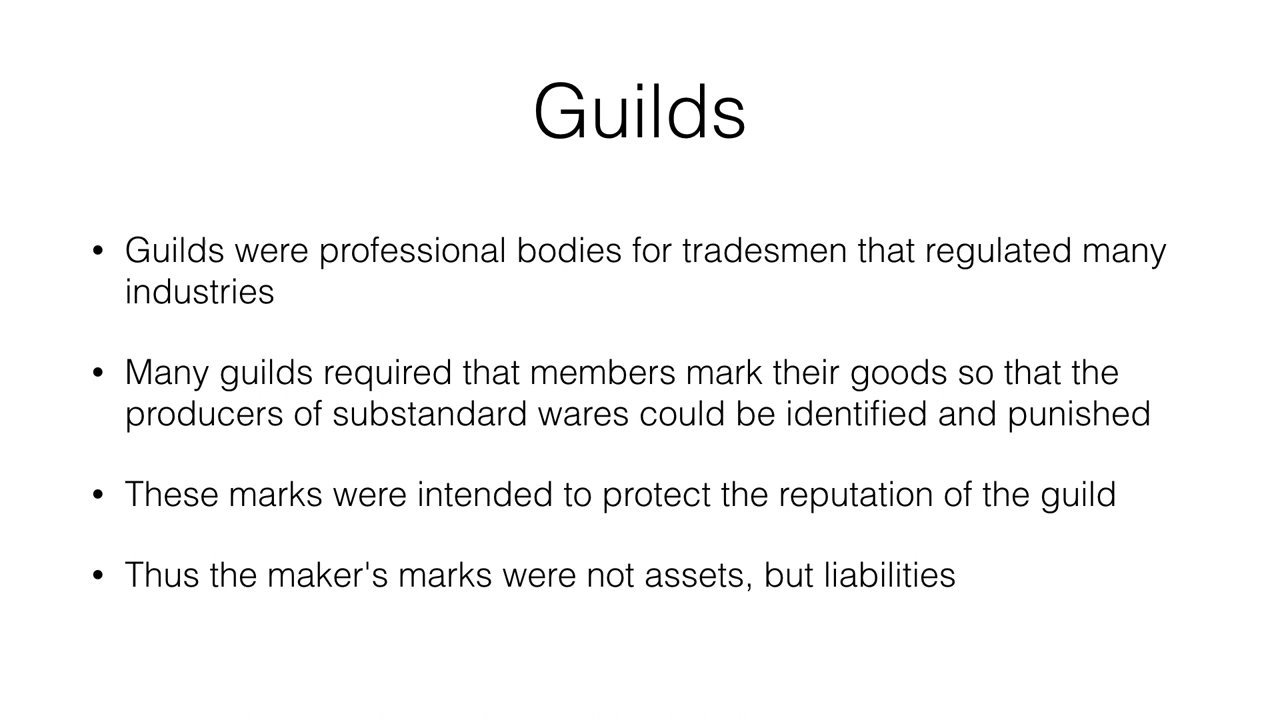 Guilds
• Guilds were professional bodies for tradesmen that regulated many
industries
• Many guilds required that members mark their goods so that the
producers of substandard wares could be identified and punished
• These marks were intended to protect the reputation of the guild
• Thus the maker's marks were not assets, but liabilities